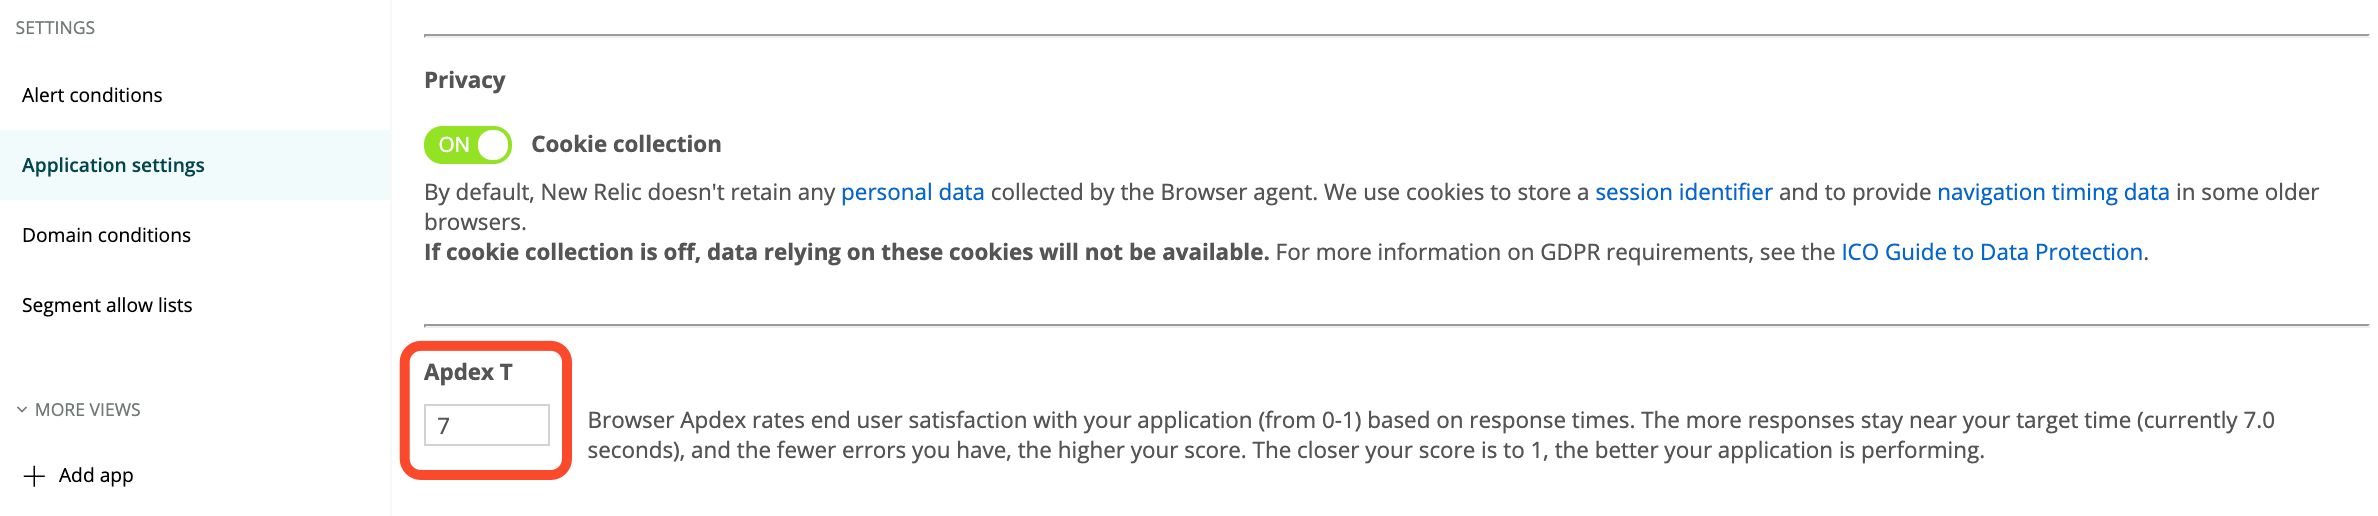 SETTINGS
Alert conditions
Application settings
Domain conditions
Segment allow lists
MORE VIEWS
Add app
Privacy
ON Cookie collection
By default, New Relic doesn't retain any personal data collected by the Browser agent. We use cookies to store a session identifier and to provide navigation timing data in some older
browsers.
If cookie collection is off, data relying on these cookies will not be available. For more information on GDPR requirements, see the ICO Guide to Data Protection.
Apdex T
7
Browser Apdex rates end user satisfaction with your application (from 0-1) based on response times. The more responses stay near your target time (currently 7.0
seconds), and the fewer errors you have, the higher your score. The closer your score is to 1, the better your application is performing.